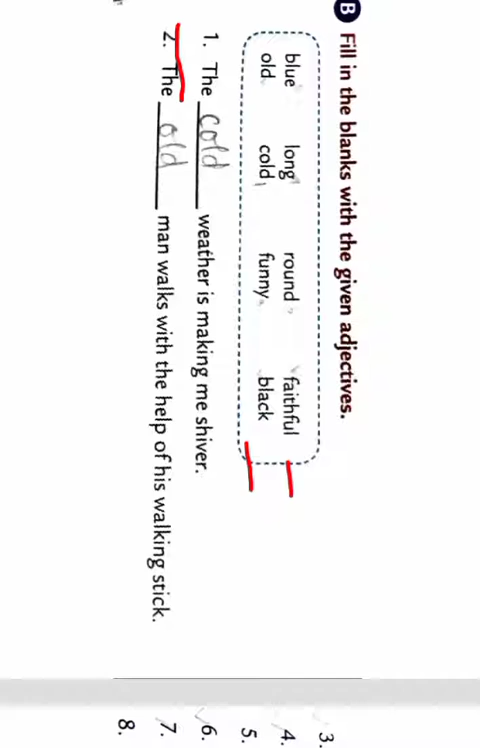 B Fill in the blanks with the given adjectives.
blue long round faithful
old cold funny black
1. The cold weather is making me shiver.
2. The old man walks with the help of his walking stick.
3.
4.
5.
6.
7.
8.